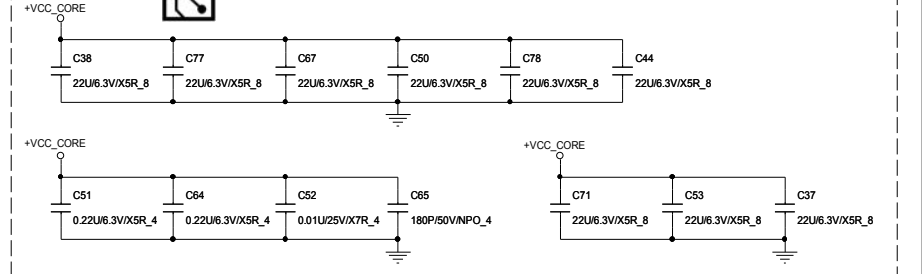 +VCC_CORE
C38 C77 C67 C50 C78 C44
22U/6.3V/X5R_8 22U/6.3V/X5R_8 22U/6.3V/X5R_8 22U/6.3V/X5R_8 22U/6.3V/X5R_8 22U/6.3V/X5R_8
+VCC_CORE +VCC_CORE
C51 C64 C52 C65 C71 C53 C37
0.22U/6.3V/X5R_4 0.22U/6.3V/X5R_4 0.01U/25V/X7R_4 180P/50V/NPO_4 22U/6.3V/X5R_8 22U/6.3V/X5R_8 22U/6.3V/X5R_8